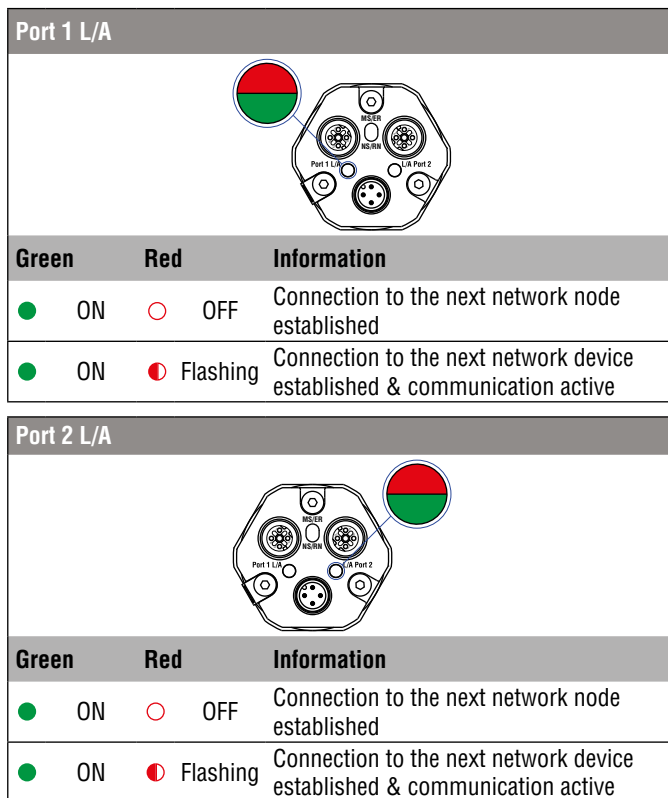 Port 1 L/A
MS/ER
NS/RN
Port 1 L/A
L/A Port 2
Green Red Information
ON OFF Connection to the next network node
established
ON Flashing Connection to the next network device
established & communication active
Port 2 L/A
MS/ER
NS/RN
Port 1 L/A
L/A Port 2
Green Red Information
ON OFF Connection to the next network node
established
ON Flashing Connection to the next network device
established & communication active